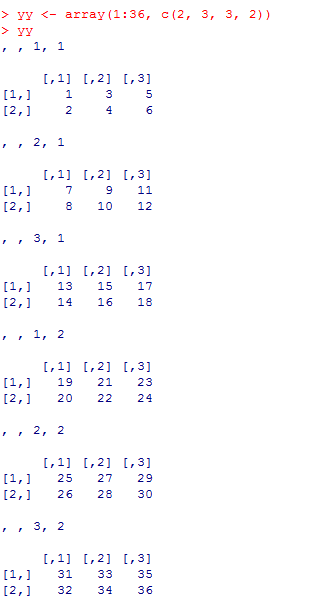 > yy <- array(1:36, c(2, 3, 3, 2))
> yy
, , 1, 1

     [,1] [,2] [,3]
[1,]    1    3    5
[2,]    2    4    6

, , 2, 1

     [,1] [,2] [,3]
[1,]    7    9   11
[2,]    8   10   12

, , 3, 1

     [,1] [,2] [,3]
[1,]   13   15   17
[2,]   14   16   18

, , 1, 2

     [,1] [,2] [,3]
[1,]   19   21   23
[2,]   20   22   24

, , 2, 2

     [,1] [,2] [,3]
[1,]   25   27   29
[2,]   26   28   30

, , 3, 2

     [,1] [,2] [,3]
[1,]   31   33   35
[2,]   32   34   36